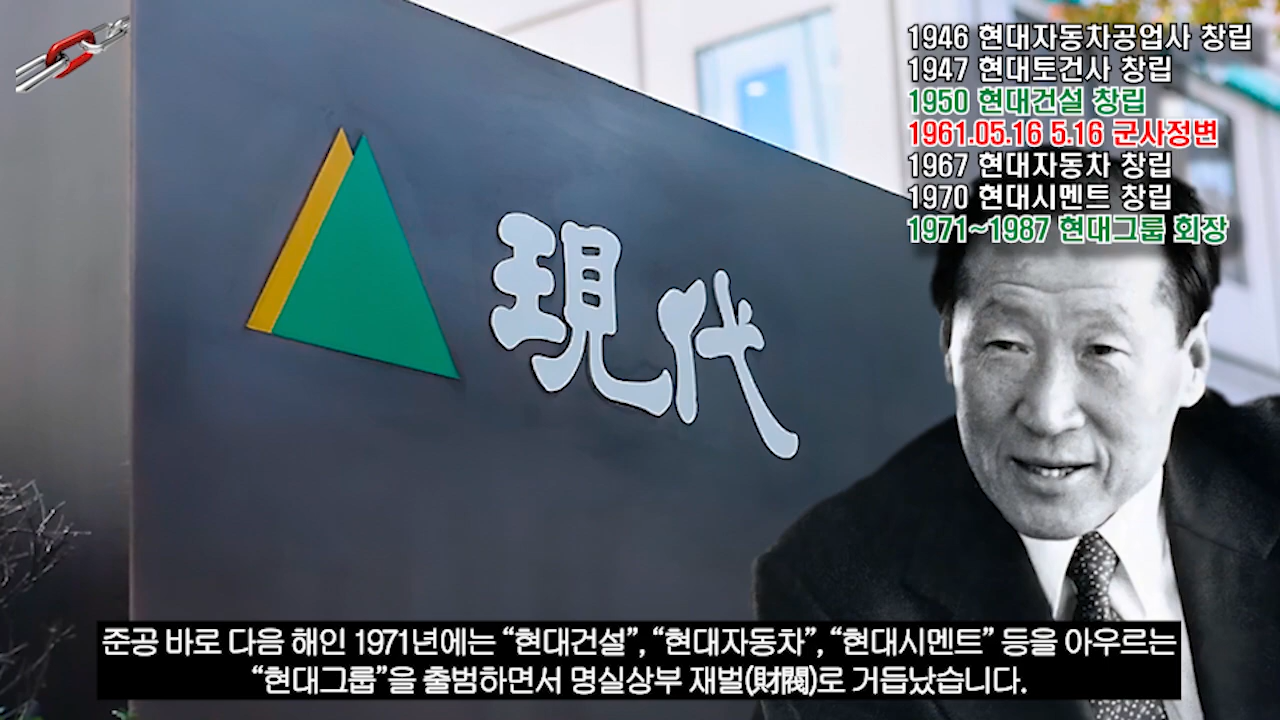 1946 현대자동차공업사 창립
1947 현대토건사 창립
1950 현대건설 창립
1961.05.16 5.16 군사정변
1967 현대자동차 창립
1970 현대시멘트 창립
1971~1987 현대그룹 회장
現代
준공 바로 다음 해인 1971년에는 “현대건설”, “현대자동차”, “현대시멘트” 등을 아우르는
“현대그룹”을 출범하면서 명실상부 재벌(財閥)로 거듭났습니다.